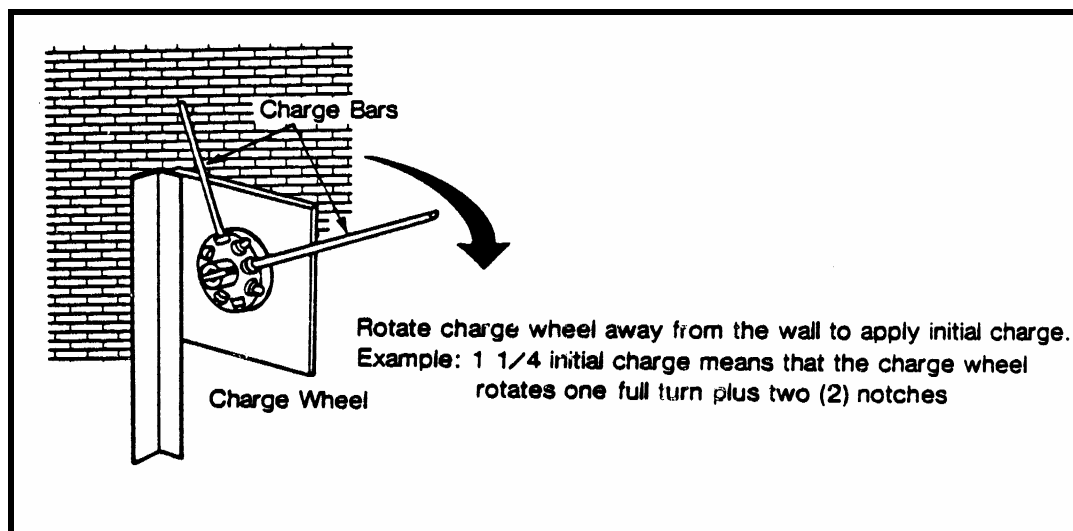 Charge Bars
Rotate charge wheel away from the wall to apply initial charge.
Example: 1 1/4 initial charge means that the charge wheel
rotates one full turn plus two (2) notches
Charge Wheel